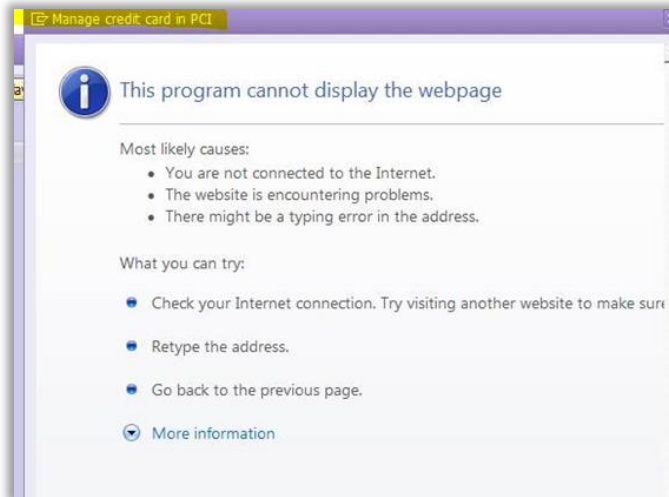 Manage credit card in PCI
This program cannot display the webpage
Most likely causes:
• You are not connected to the Internet.
• The website is encountering problems.
• There might be a typing error in the address.
What you can try:
Check your Internet connection. Try visiting another website to make sure
Retype the address.
Go back to the previous page.
More information